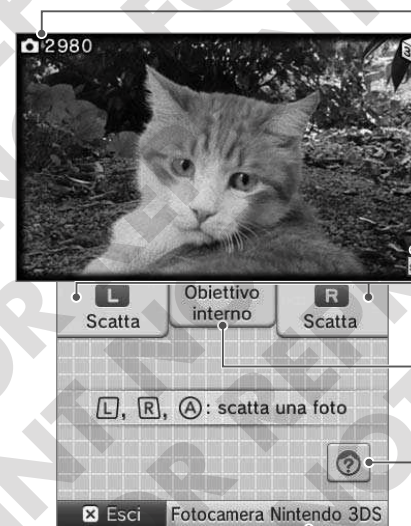 2980
L
Scatta
Obiettivo
interno
R
Scatta
L, R, A: scatta una foto
?
X Esci
Fotocamera Nintendo 3DS